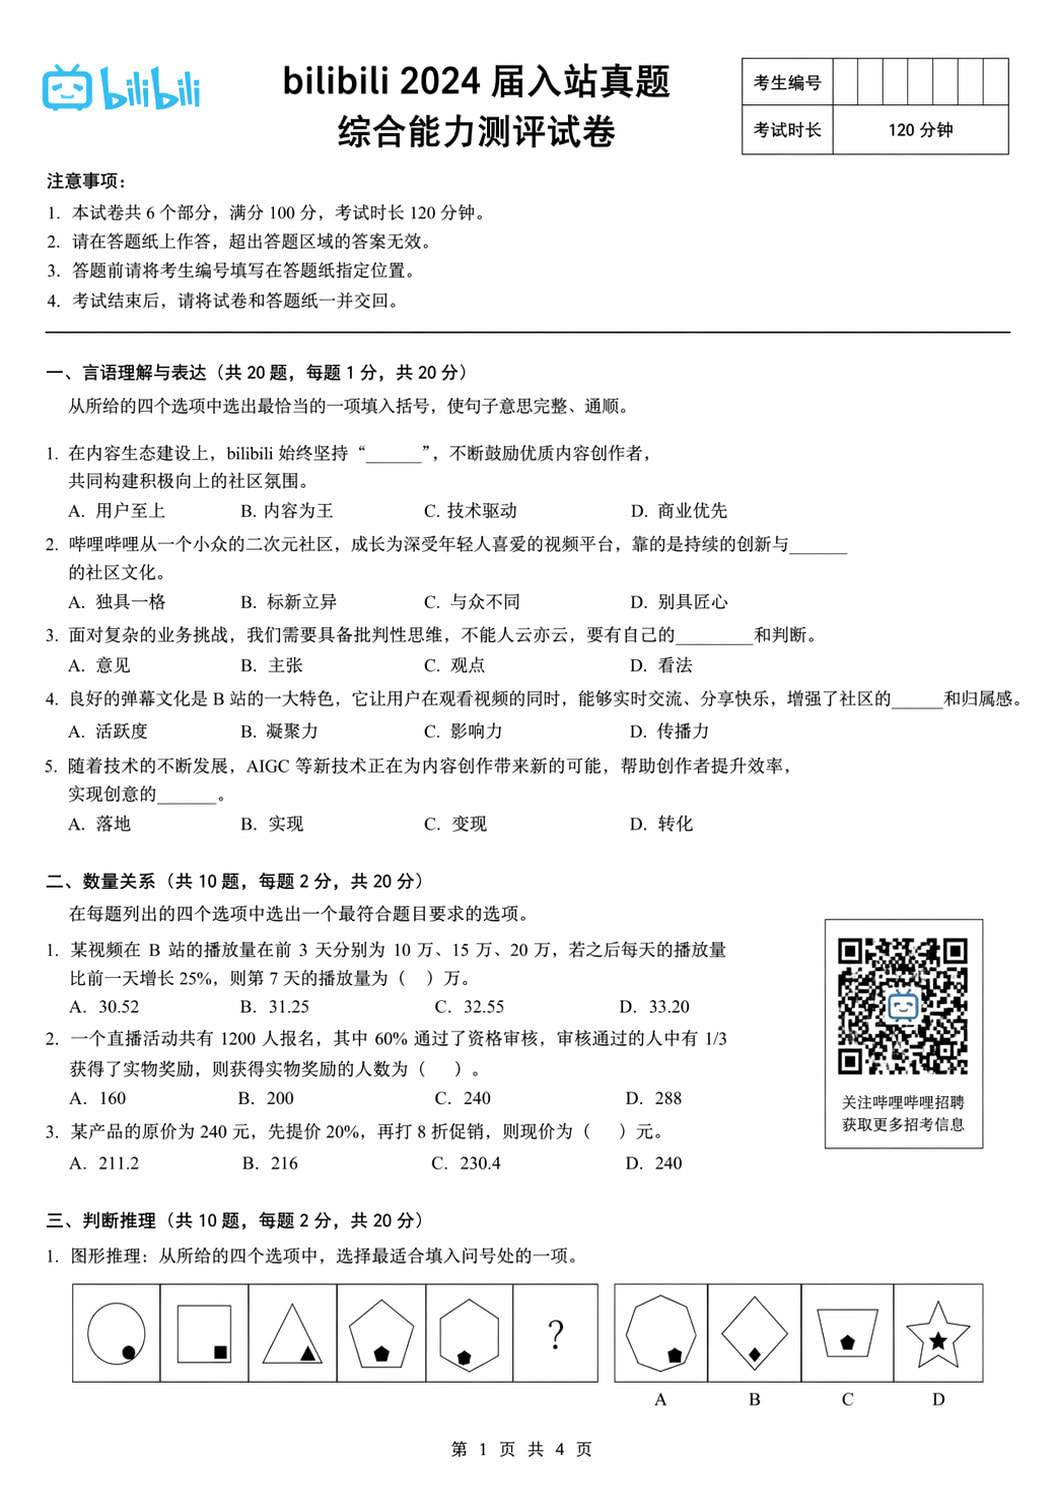 bilibili
bilibili 2024 届入站真题
综合能力测评试卷
考生编号
考试时长 120 分钟
注意事项：
1. 本试卷共 6 个部分，满分 100 分，考试时长 120 分钟。
2. 请在答题纸上作答，超出答题区域的答案无效。
3. 答题前请将考生编号填写在答题纸指定位置。
4. 考试结束后，请将试卷和答题纸一并交回。
一、言语理解与表达（共 20 题，每题 1 分，共 20 分）
从所给的四个选项中选出最恰当的一项填入括号，使句子意思完整、通顺。
1. 在内容生态建设上，bilibili 始终坚持“______”，不断鼓励优质内容创作者，
共同构建积极向上的社区氛围。
A. 用户至上 B. 内容为王 C. 技术驱动 D. 商业优先
2. 哔哩哔哩从一个小众的二次元社区，成长为深受年轻人喜爱的视频平台，靠的是持续的创新与______
的社区文化。
A. 独具一格 B. 标新立异 C. 与众不同 D. 别具匠心
3. 面对复杂的业务挑战，我们需要具备批判性思维，不能人云亦云，要有自己的________和判断。
A. 意见 B. 主张 C. 观点 D. 看法
4. 良好的弹幕文化是 B 站的一大特色，它让用户在观看视频的同时，能够实时交流、分享快乐，增强了社区的______和归属感。
A. 活跃度 B. 凝聚力 C. 影响力 D. 传播力
5. 随着技术的不断发展，AIGC 等新技术正在为内容创作带来新的可能，帮助创作者提升效率，
实现创意的______。
A. 落地 B. 实现 C. 变现 D. 转化
二、数量关系（共 10 题，每题 2 分，共 20 分）
在每题列出的四个选项中选出一个最符合题目要求的选项。
1. 某视频在 B 站的播放量在前 3 天分别为 10 万、15 万、20 万，若之后每天的播放量
比前一天增长 25%，则第 7 天的播放量为（ ）万。
A. 30.52 B. 31.25 C. 32.55 D. 33.20
2. 一个直播活动共有 1200 人报名，其中 60% 通过了资格审核，审核通过的人中有 1/3
获得了实物奖励，则获得实物奖励的人数为（ ）。
A. 160 B. 200 C. 240 D. 288
3. 某产品的原价为 240 元，先提价 20%，再打 8 折促销，则现价为（ ）元。
A. 211.2 B. 216 C. 230.4 D. 240
关注哔哩哔哩招聘
获取更多招考信息
三、判断推理（共 10 题，每题 2 分，共 20 分）
1. 图形推理：从所给的四个选项中，选择最适合填入问号处的一项。
?
A B C D
第 1 页 共 4 页